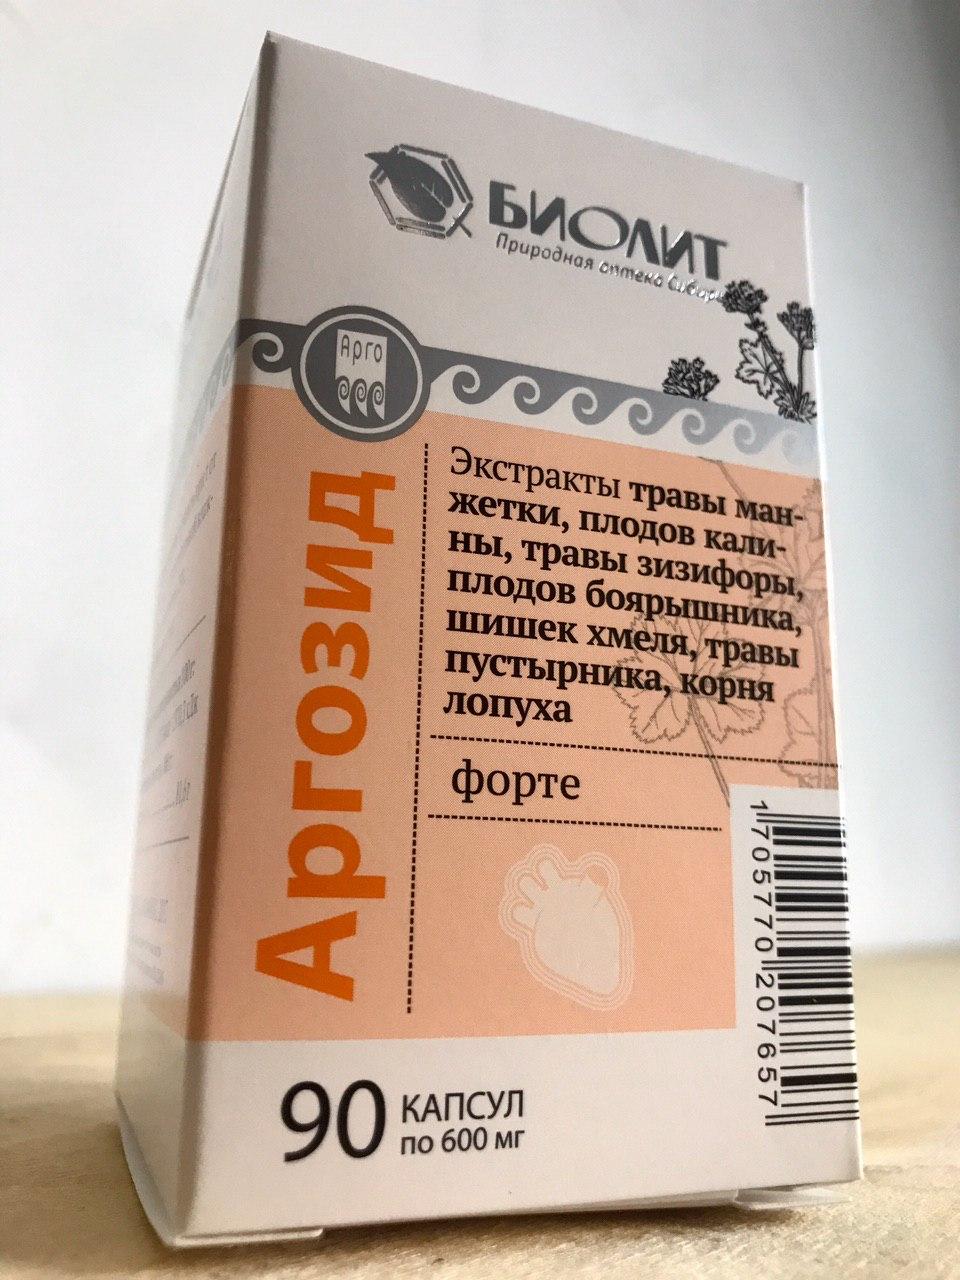 БИОЛИТ
Природная аптека Сибири
Арго
Аргозид
Экстракты травы ман-
жетки, плодов кали-
ны, травы зизифоры,
плодов боярышника,
шишек хмеля, травы
пустырника, корня
лопуха
форте
1705770207657
90 КАПСУЛ
по 600 мг